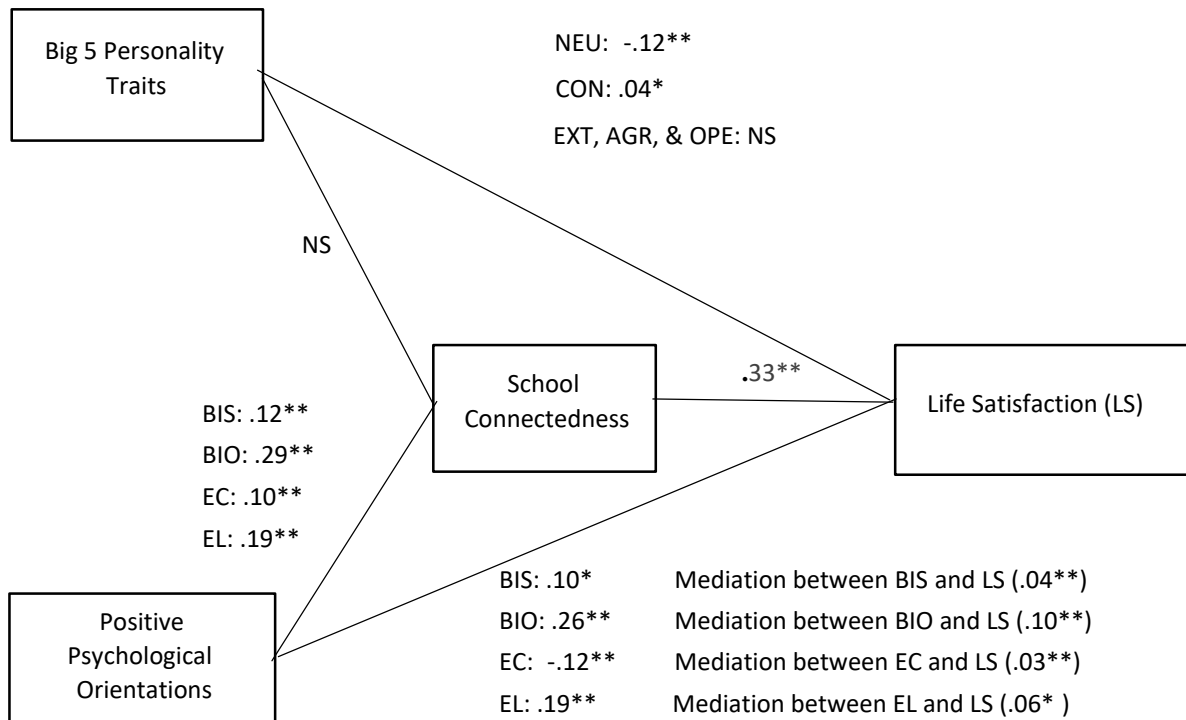 Big 5 Personality
Traits
NEU: -.12**
CON: .04*
EXT, AGR, & OPE: NS
NS
School
Connectedness
.33**
Life Satisfaction (LS)
BIS: .12**
BIO: .29**
EC: .10**
EL: .19**
Positive
Psychological
Orientations
BIS: .10* Mediation between BIS and LS (.04**)
BIO: .26** Mediation between BIO and LS (.10**)
EC: -.12** Mediation between EC and LS (.03**)
EL: .19** Mediation between EL and LS (.06* )